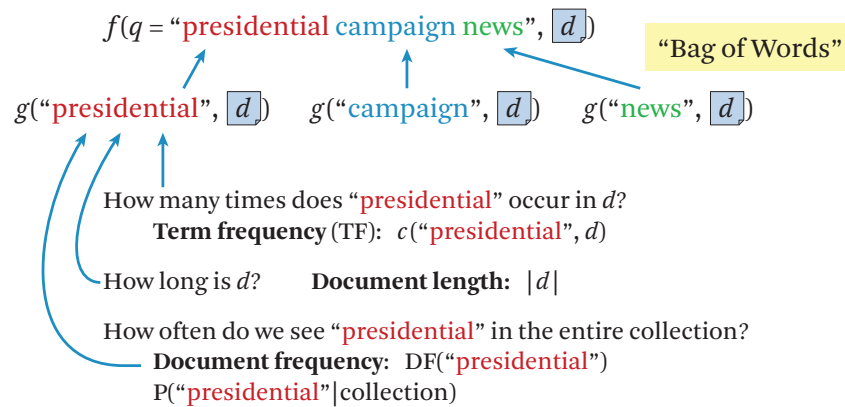 f(q = “presidential campaign news”, d)
“Bag of Words”
g(“presidential”, d) g(“campaign”, d) g(“news”, d)
How many times does “presidential” occur in d?
Term frequency (TF): c(“presidential”, d)
How long is d? Document length: |d|
How often do we see “presidential” in the entire collection?
Document frequency: DF(“presidential”)
P(“presidential”|collection)